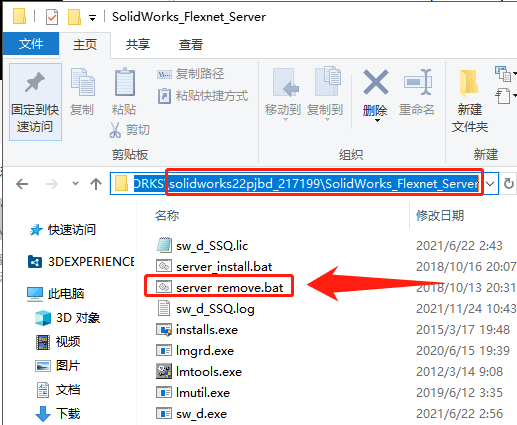 SolidWorks_Flexnet_Server
文件
主页
共享
查看
固定到快速访问
复制
粘贴
复制路径
粘贴快捷方式
剪切
移动到
复制到
删除
重命名
新建
文件夹
剪贴板
组织
新建
ORKS\solidworks22pjbd_217199\SolidWorks_Flexnet_Server
快速访问
3DEXPERIENCE
此电脑
3D 对象
视频
图片
文档
下载
名称 修改日期
sw_d_SSQ.lic 2021/6/22 2:43
server_install.bat 2018/10/16 20:07
server_remove.bat 2018/10/13 20:31
sw_d_SSQ.log 2021/11/24 10:43
installs.exe 2015/3/17 19:48
lmgrd.exe 2020/6/15 19:39
lmtools.exe 2012/3/14 9:08
lmutil.exe 2019/6/12 3:35
sw_d.exe 2021/6/22 2:56